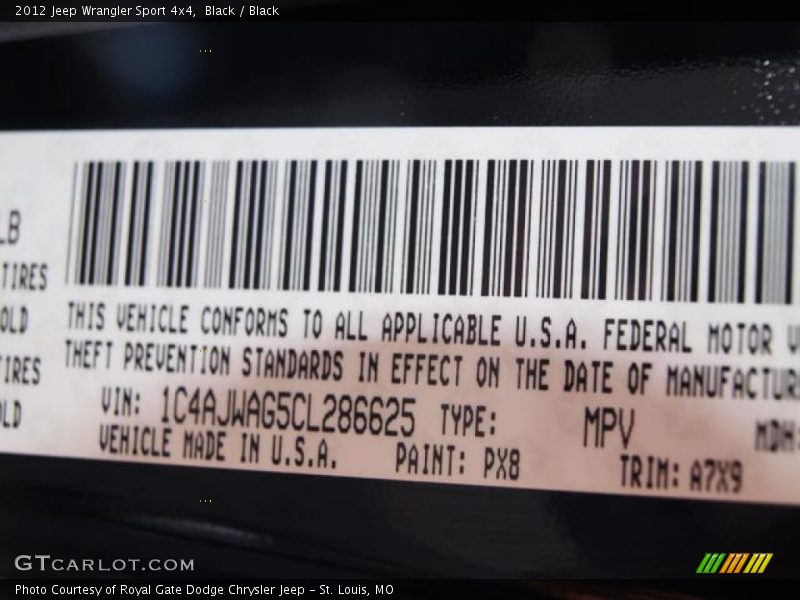 2012 Jeep Wrangler Sport 4x4, Black / Black
LB
TIRES
OLD
TIRES
OLD
THIS VEHICLE CONFORMS TO ALL APPLICABLE U.S.A. FEDERAL MOTOR V
THEFT PREVENTION STANDARDS IN EFFECT ON THE DATE OF MANUFACTUR
VIN: 1C4AJWAG5CL286625 TYPE: MPV MDH:
VEHICLE MADE IN U.S.A. PAINT: PX8 TRIM: A7X9
GTCARLOT.COM
Photo Courtesy of Royal Gate Dodge Chrysler Jeep - St. Louis, MO